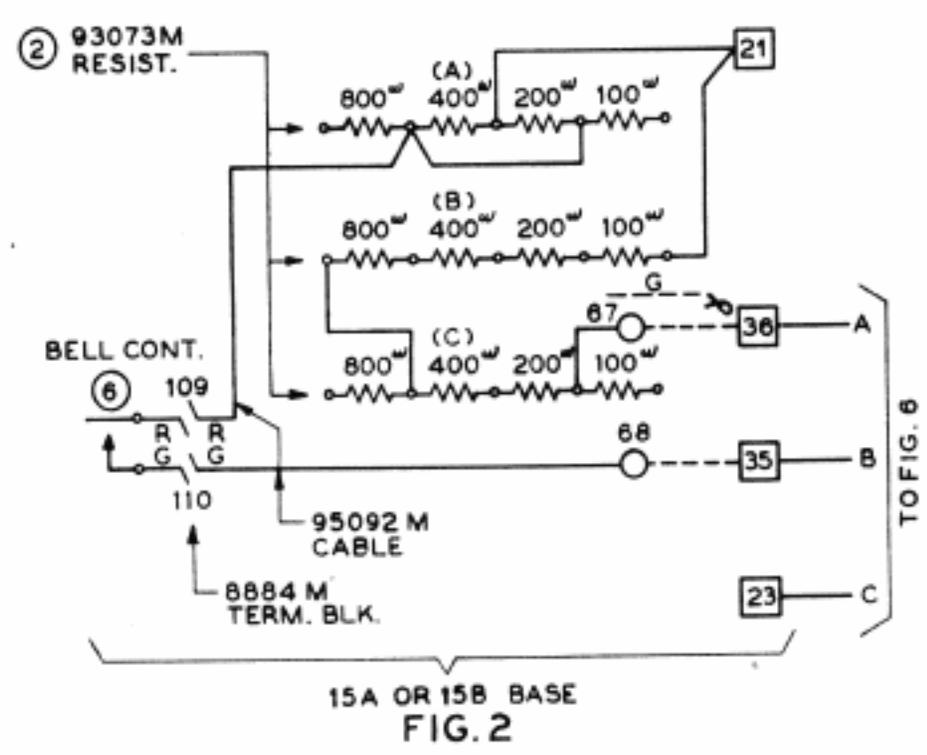 2 93073M
RESIST.
21
(A)
800ω 400ω 200ω 100ω
(B)
800ω 400ω 200ω 100ω
G
67 36 A
(C)
800ω 400ω 200ω 100ω
BELL CONT.
6 109
R R
G G
110
68
35 B
95092 M
CABLE
8884 M
TERM. BLK.
23 C
TO FIG. 6
15A OR 15B BASE
FIG. 2